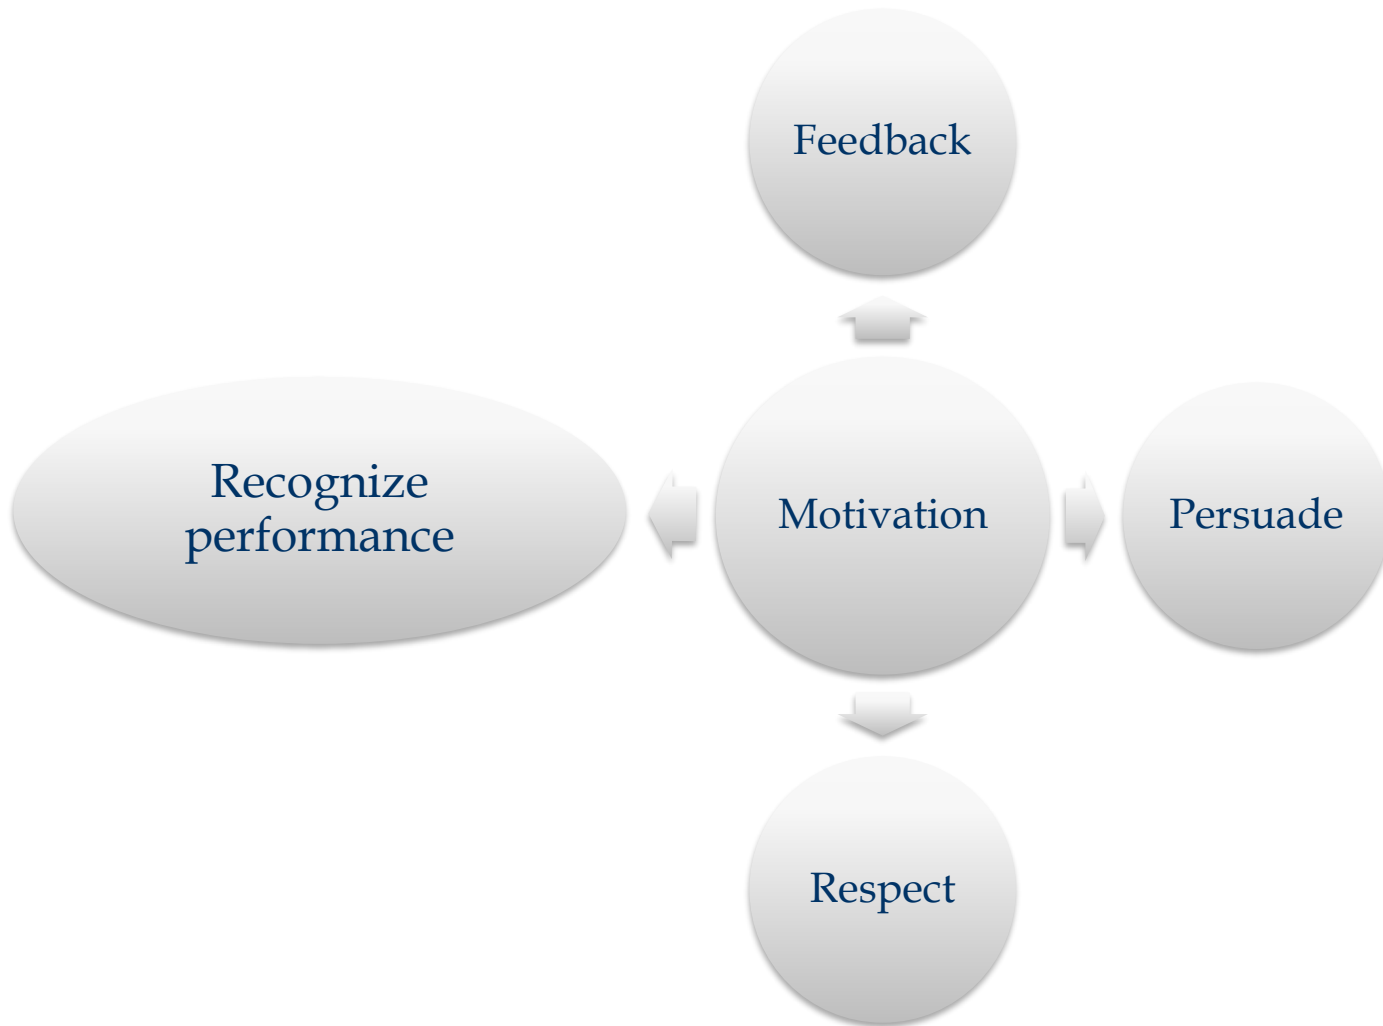 Feedback
Recognize
performance
Motivation
Persuade
Respect